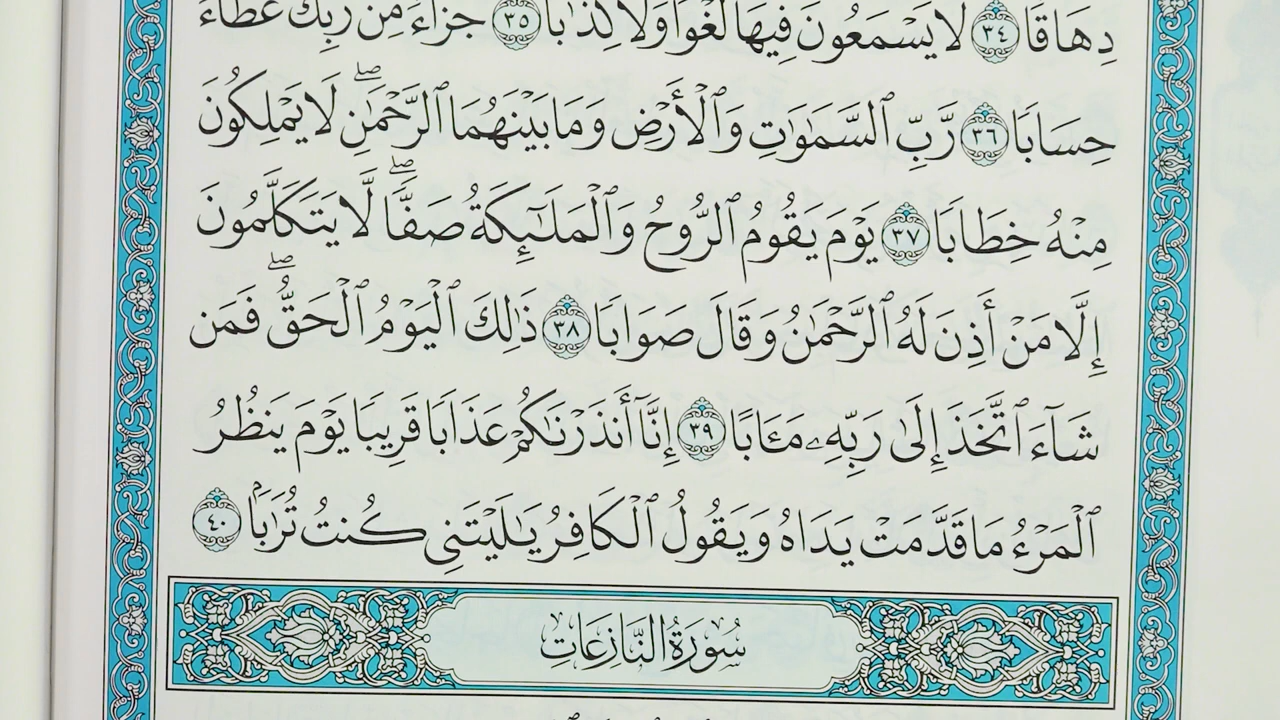 دِهَاقًا ٣٤ لَّا يَسْمَعُونَ فِيهَا لَغْوًا وَلَا كِذَّٰبًا ٣٥ جَزَآءً مِّن رَّبِّكَ عَطَآءً
حِسَابًا ٣٦ رَّبِّ ٱلسَّمَٰوَٰتِ وَٱلْأَرْضِ وَمَا بَيْنَهُمَا ٱلرَّحْمَٰنِۖ لَا يَمْلِكُونَ
مِنْهُ خِطَابًا ٣٧ يَوْمَ يَقُومُ ٱلرُّوحُ وَٱلْمَلَٰٓئِكَةُ صَفًّاۖ لَّا يَتَكَلَّمُونَ
إِلَّا مَنْ أَذِنَ لَهُ ٱلرَّحْمَٰنُ وَقَالَ صَوَابًا ٣٨ ذَٰلِكَ ٱلْيَوْمُ ٱلْحَقُّۖ فَمَن
شَآءَ ٱتَّخَذَ إِلَىٰ رَبِّهِۦ مَـَٔابًا ٣٩ إِنَّآ أَنذَرْنَٰكُمْ عَذَابًا قَرِيبًا يَوْمَ يَنظُرُ
ٱلْمَرْءُ مَا قَدَّمَتْ يَدَاهُ وَيَقُولُ ٱلْكَافِرُ يَٰلَيْتَنِى كُنتُ تُرَٰبًۢا ٤٠
سُورَةُ النَّازِعَاتِ